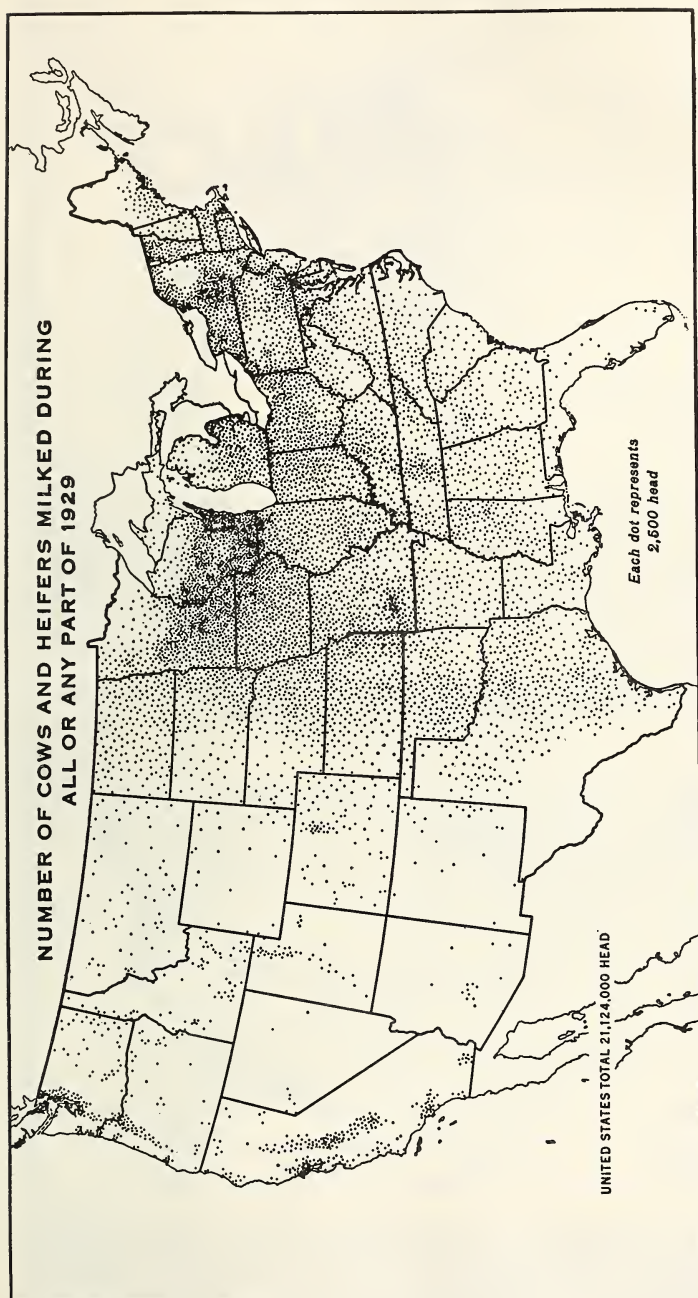 NUMBER OF COWS AND HEIFERS MILKED DURING
ALL OR ANY PART OF 1929
Each dot represents
2,500 head
UNITED STATES TOTAL 21,124,000 HEAD